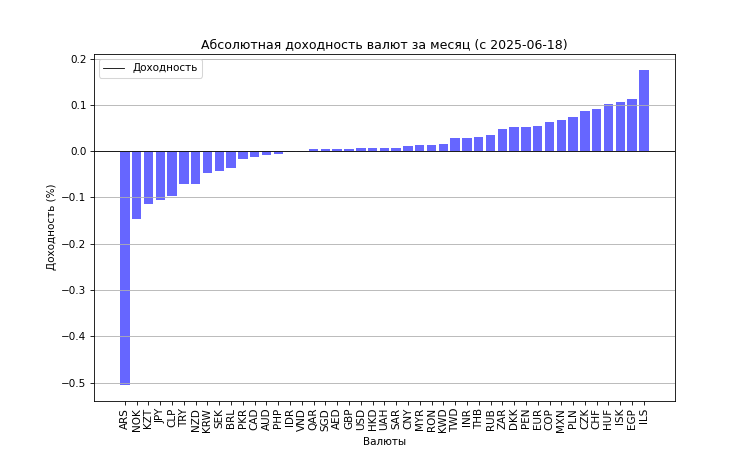 Абсолютная доходность валют за месяц (с 2025-06-18)
Доходность
0.2
0.1
0.0
−0.1
−0.2
−0.3
−0.4
−0.5
Доходность (%)
ARS NOK KZT JPY CLP TRY NZD KRW SEK BRL PKR CAD AUD PHP IDR VND QAR SGD AED GBP USD HKD UAH SAR CNY MYR RON KWD TWD INR THB RUB ZAR DKK PEN EUR COP MXN PLN CZK CHF HUF ISK EGP ILS
Валюты